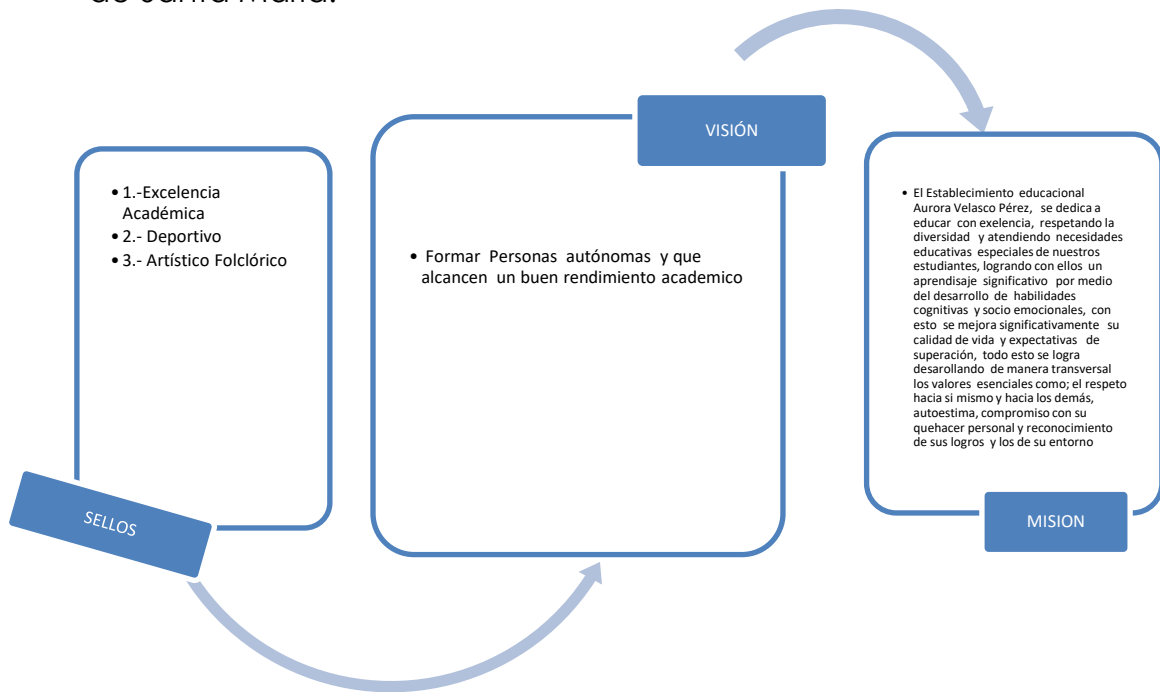 de Santa María.
• 1.-Excelencia
Académica
• 2.- Deportivo
• 3.- Artístico Folclórico
SELLOS
VISIÓN
• Formar Personas autónomas y que
alcancen un buen rendimiento academico
• El Establecimiento educacional
Aurora Velasco Pérez, se dedica a
educar con exelencia, respetando la
diversidad y atendiendo necesidades
educativas especiales de nuestros
estudiantes, logrando con ellos un
aprendisaje significativo por medio
del desarrollo de habilidades
cognitivas y socio emocionales, con
esto se mejora significativamente su
calidad de vida y expectativas de
superación, todo esto se logra
desarollando de manera transversal
los valores esenciales como; el respeto
hacia si mismo y hacia los demás,
autoestima, compromiso con su
quehacer personal y reconocimiento
de sus logros y los de su entorno
MISION